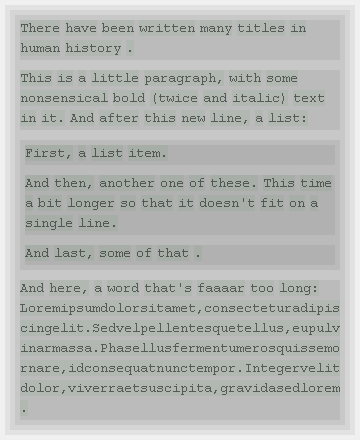 There have been written many titles in
human history .
This is a little paragraph, with some
nonsensical bold (twice and italic) text
in it. And after this new line, a list:
First, a list item.
And then, another one of these. This time
a bit longer so that it doesn't fit on a
single line.
And last, some of that .
And here, a word that's faaaar too long:
Loremipsumdolorsitamet,consecteturadipis
cingelit.Sedvelpellentesquetellus,eupulv
inarmassa.Phasellusfermentumerosquissemo
rnare,idconsequatnunctempor.Integervelit
dolor,viverraetsuscipita,gravidasedlorem
.